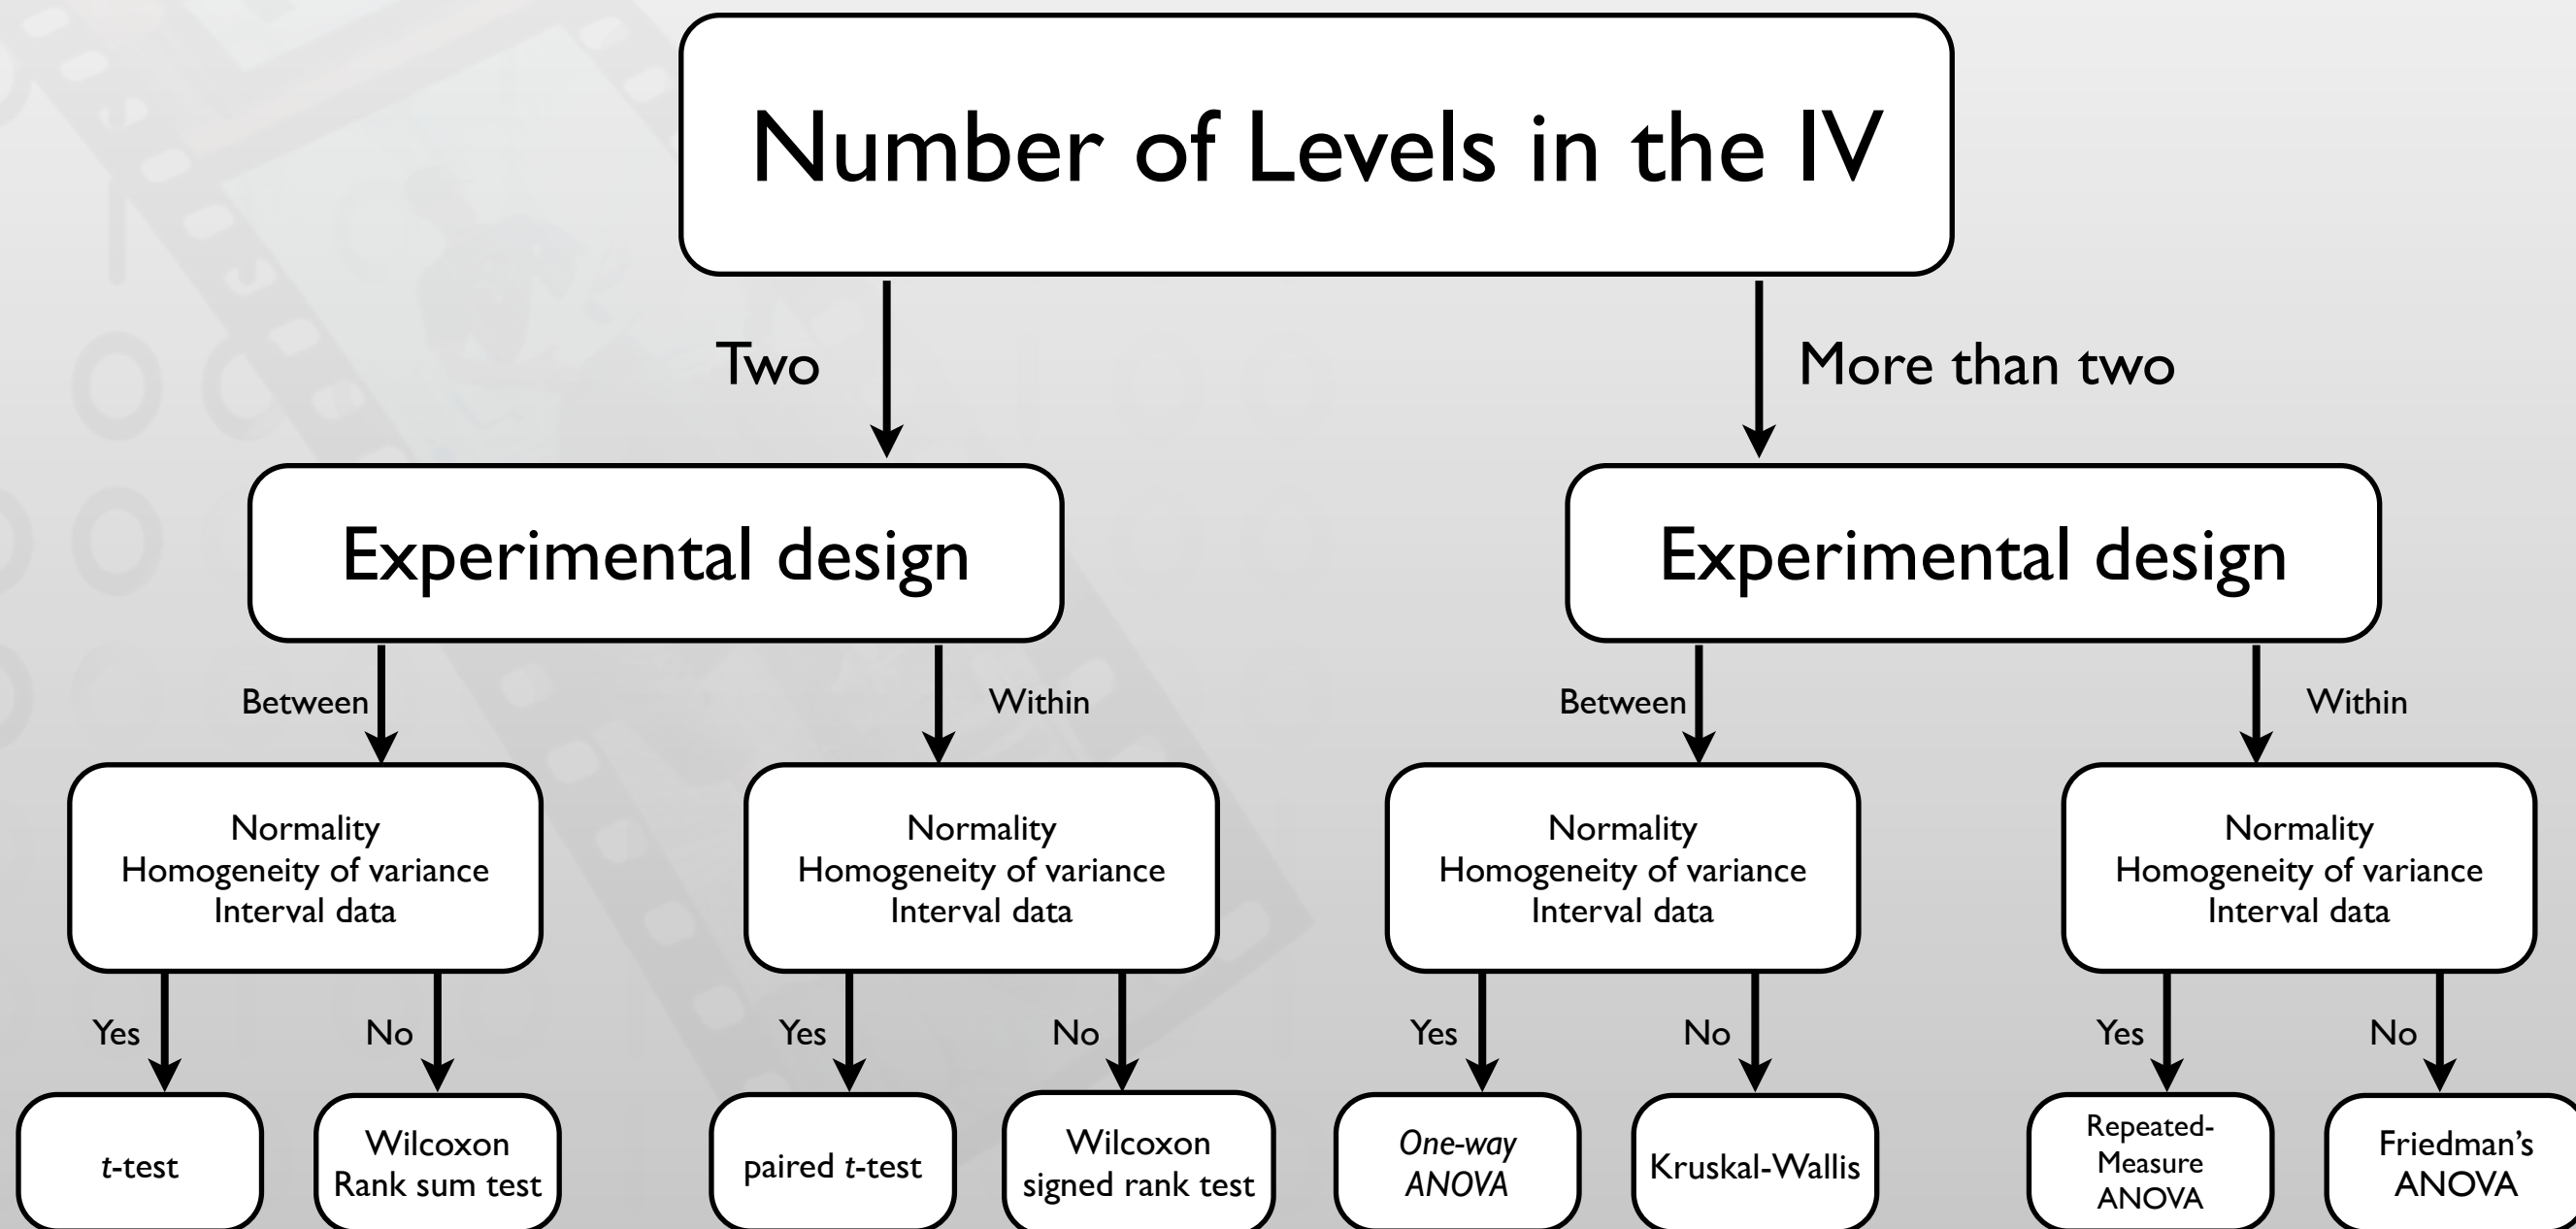 Number of Levels in the IV
Two
More than two
Experimental design
Experimental design
Between
Within
Between
Within
Normality
Homogeneity of variance
Interval data
Normality
Homogeneity of variance
Interval data
Normality
Homogeneity of variance
Interval data
Normality
Homogeneity of variance
Interval data
Yes
No
Yes
No
Yes
No
Yes
No
t-test
Wilcoxon
Rank sum test
paired t-test
Wilcoxon
signed rank test
One-way
ANOVA
Kruskal-Wallis
Repeated-
Measure
ANOVA
Friedman’s
ANOVA